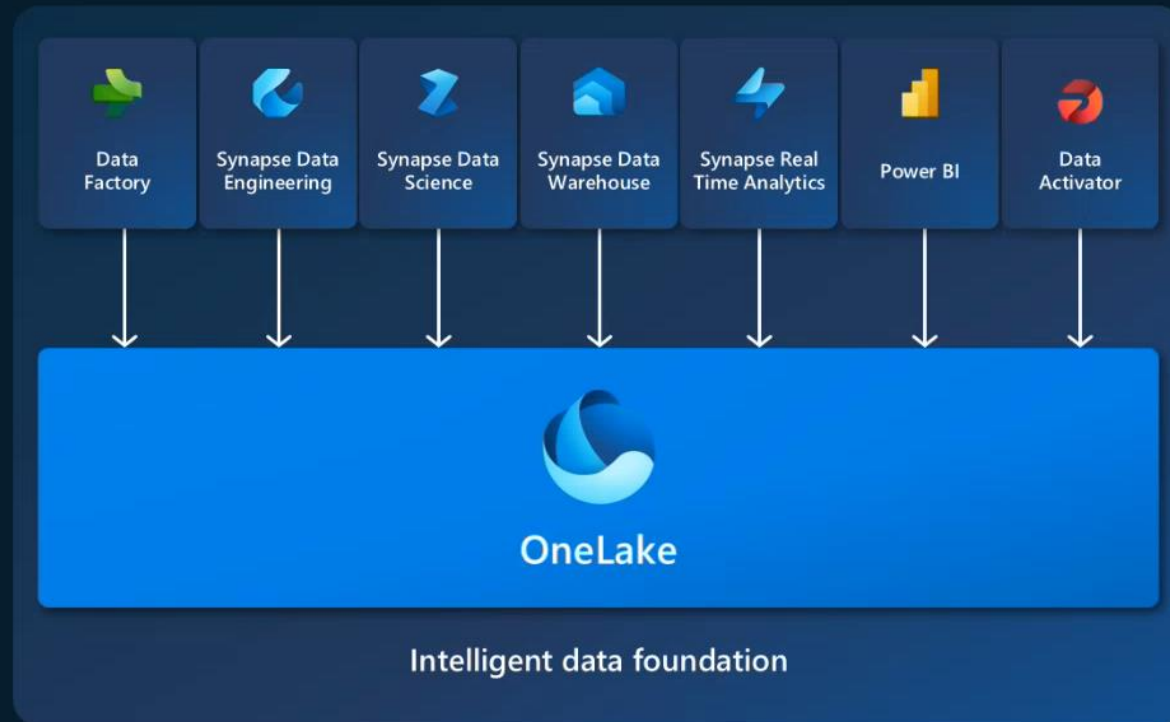 Data
Factory
Synapse Data
Engineering
Synapse Data
Science
Synapse Data
Warehouse
Synapse Real
Time Analytics
Power BI
Data
Activator
OneLake
Intelligent data foundation